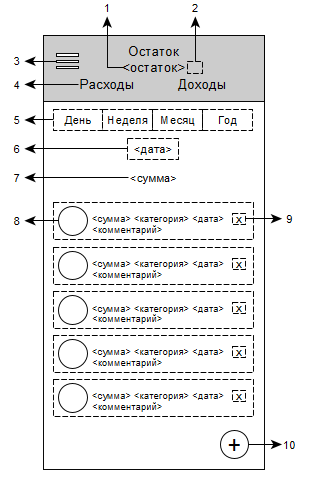 1
2
Остаток
3
<остаток>
4
Расходы Доходы
5
День Неделя Месяц Год
6
<дата>
7
<сумма>
8
<сумма> <категория> <дата> X
<комментарий>
9
<сумма> <категория> <дата> X
<комментарий>
<сумма> <категория> <дата> X
<комментарий>
<сумма> <категория> <дата> X
<комментарий>
<сумма> <категория> <дата> X
<комментарий>
+
10